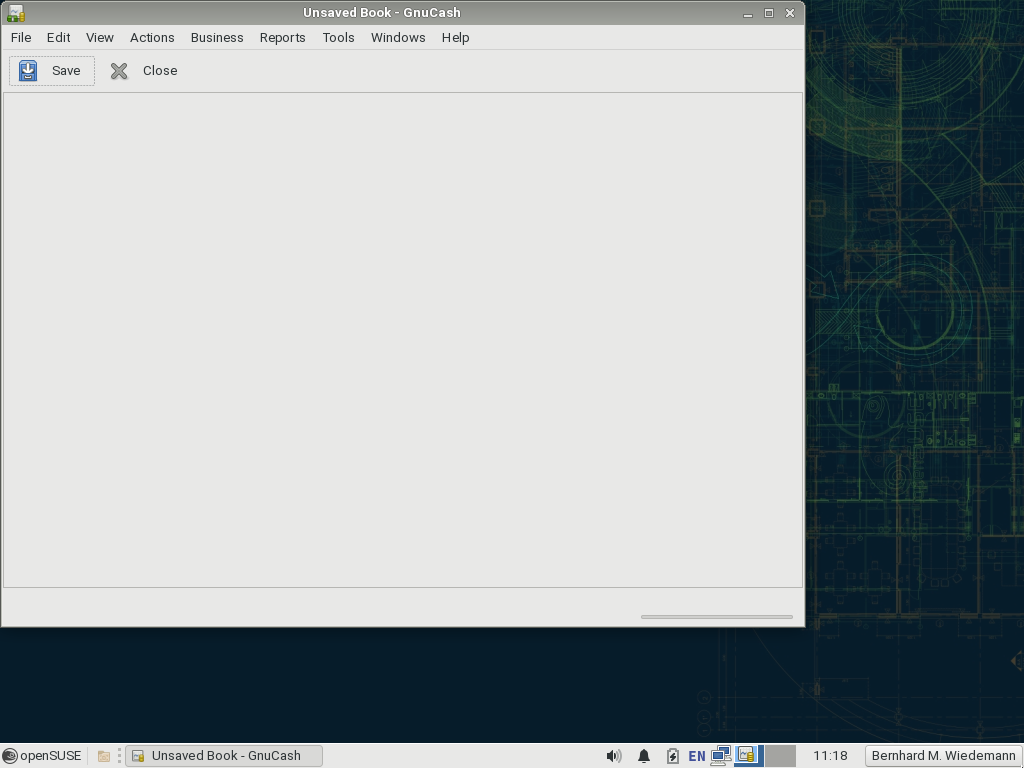 Unsaved Book - GnuCash
File Edit View Actions Business Reports Tools Windows Help
Save Close
openSUSE Unsaved Book - GnuCash EN 11:18 Bernhard M. Wiedemann